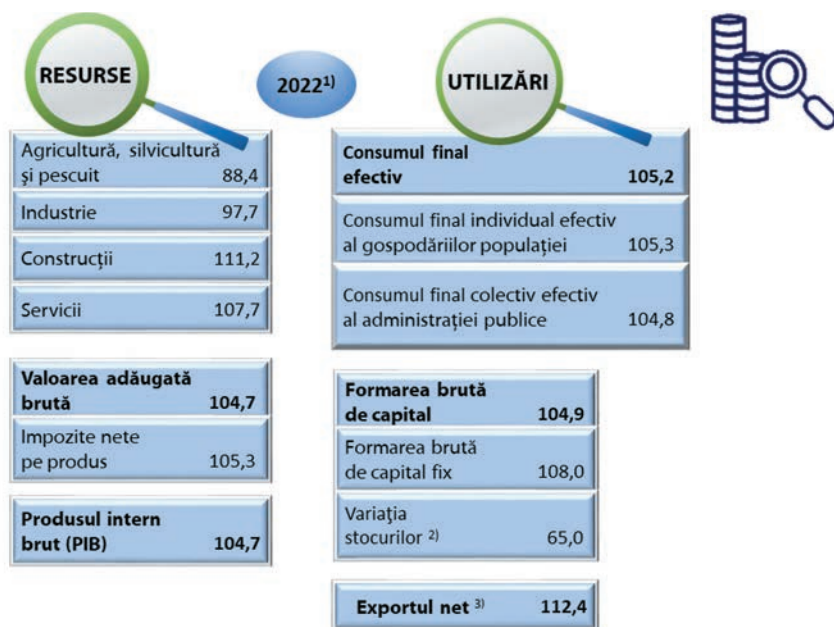 RESURSE
2022¹⁾
UTILIZĂRI
Agricultură, silvicultură
și pescuit 88,4
Industrie 97,7
Construcții 111,2
Servicii 107,7
Valoarea adăugată
brută 104,7
Impozite nete
pe produs 105,3
Produsul intern
brut (PIB) 104,7
Consumul final
efectiv 105,2
Consumul final individual efectiv
al gospodăriilor populației 105,3
Consumul final colectiv efectiv
al administrației publice 104,8
Formarea brută
de capital 104,9
Formarea brută
de capital fix 108,0
Variația
stocurilor ²⁾ 65,0
Exportul net ³⁾ 112,4